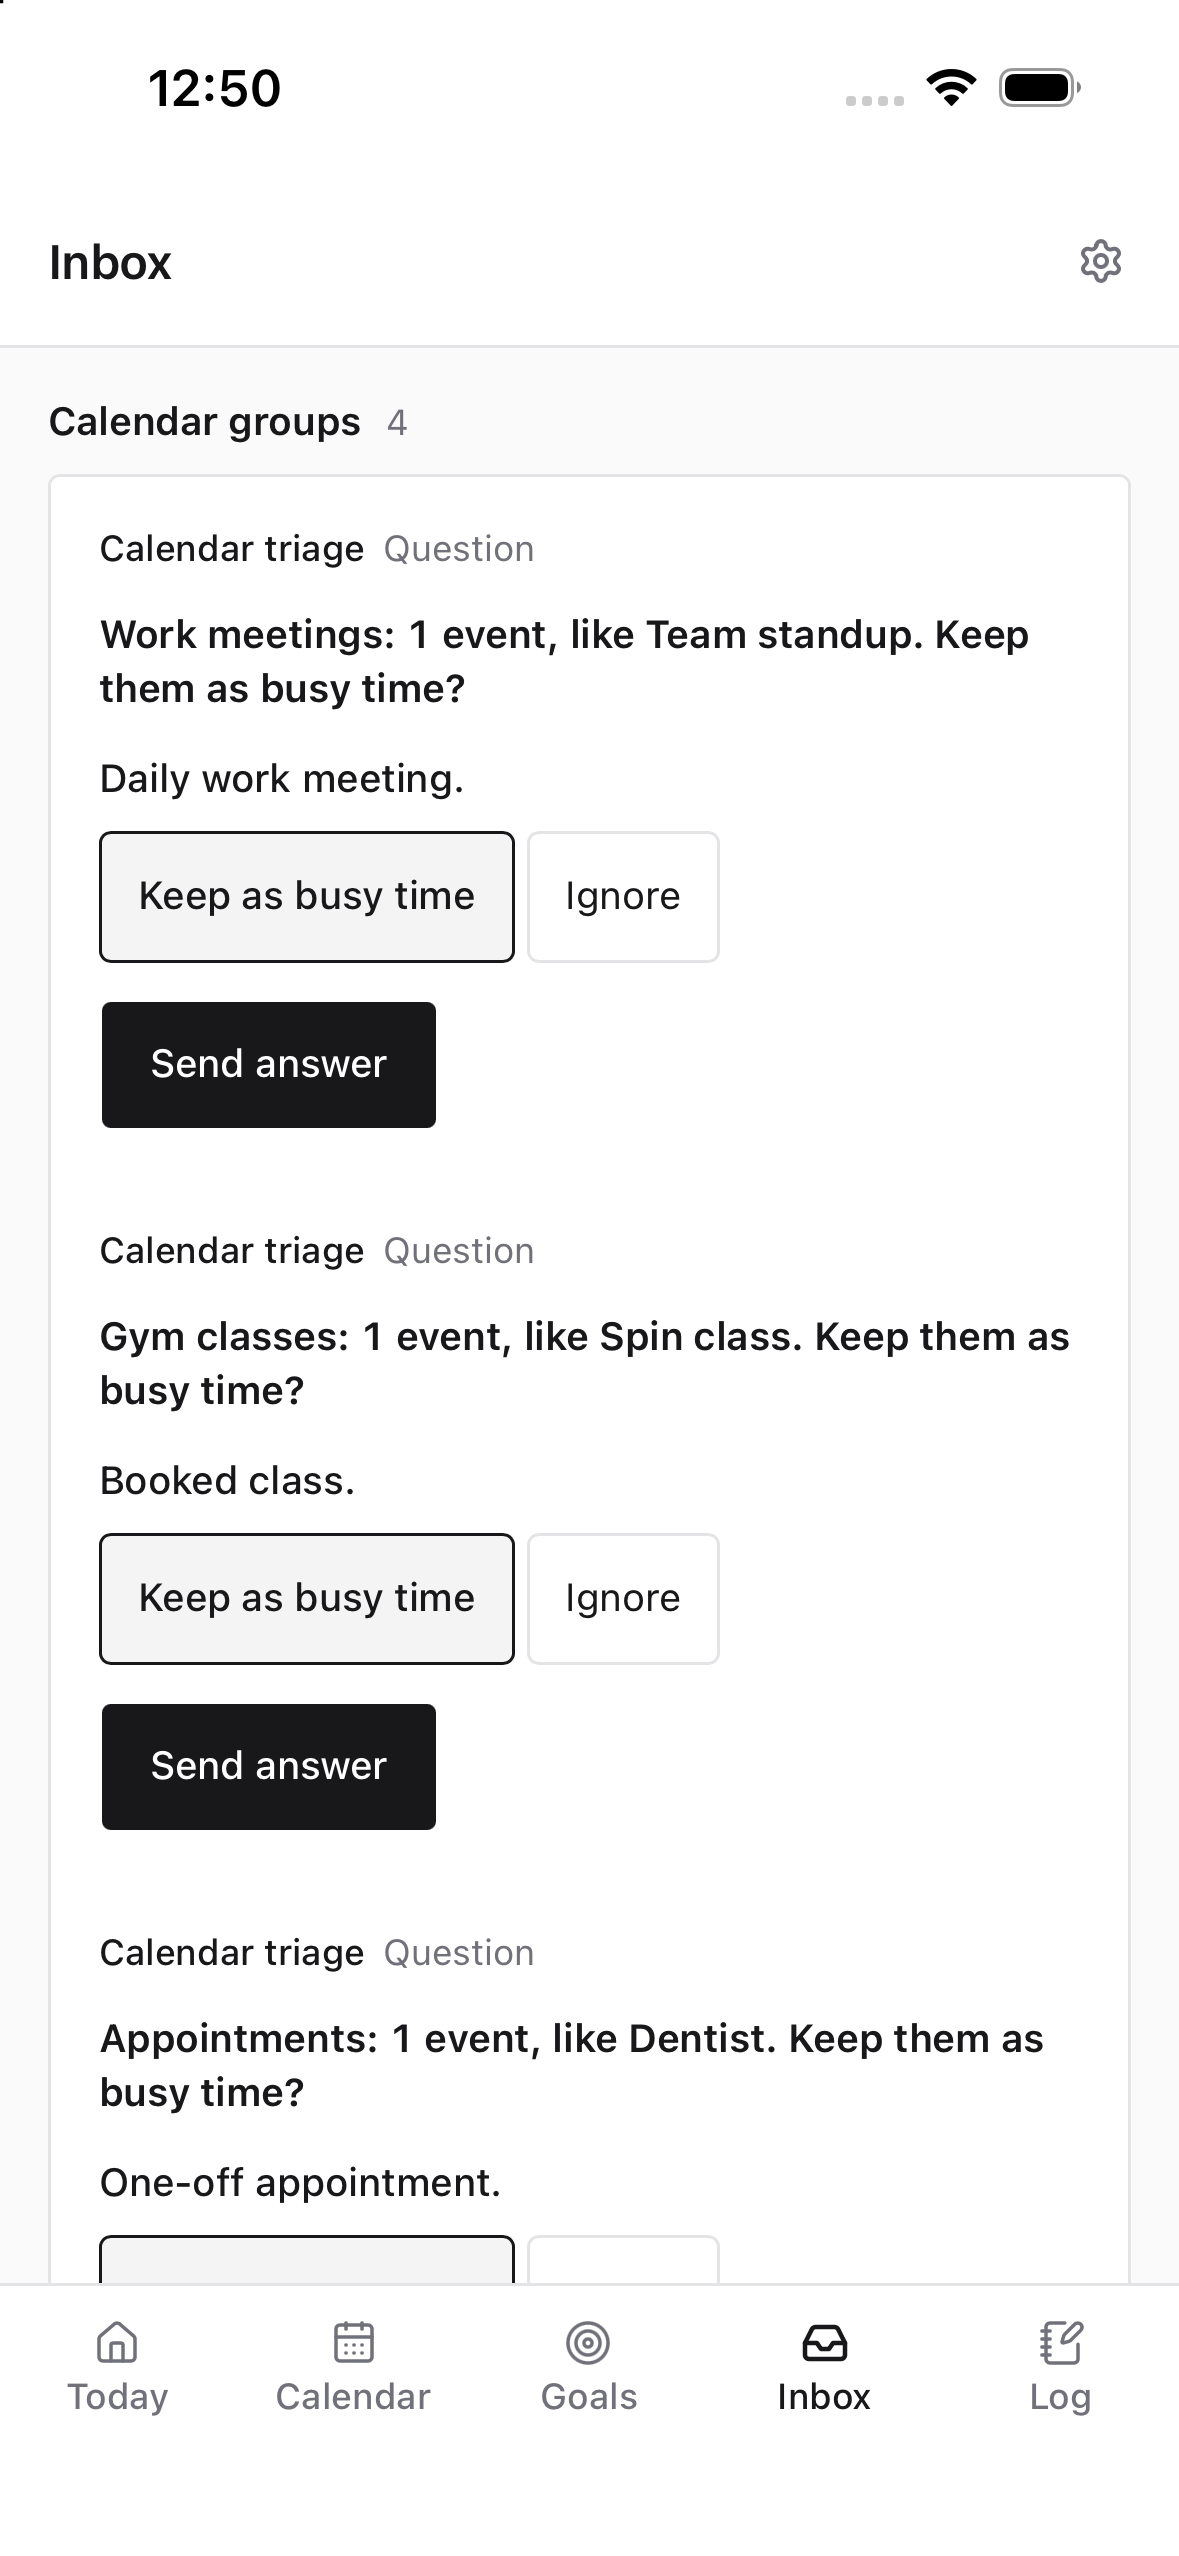 12:50
Inbox
Calendar groups 4
Calendar triage Question
Work meetings: 1 event, like Team standup. Keep
them as busy time?
Daily work meeting.
Keep as busy time Ignore
Send answer
Calendar triage Question
Gym classes: 1 event, like Spin class. Keep them as
busy time?
Booked class.
Keep as busy time Ignore
Send answer
Calendar triage Question
Appointments: 1 event, like Dentist. Keep them as
busy time?
One-off appointment.
Today Calendar Goals Inbox Log